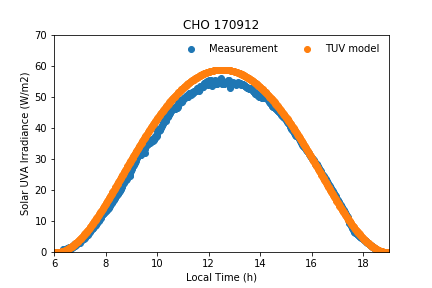 CHO 170912
Measurement TUV model
Solar UVA Irradiance (W/m2)
70
60
50
40
30
20
10
0
6 8 10 12 14 16 18
Local Time (h)